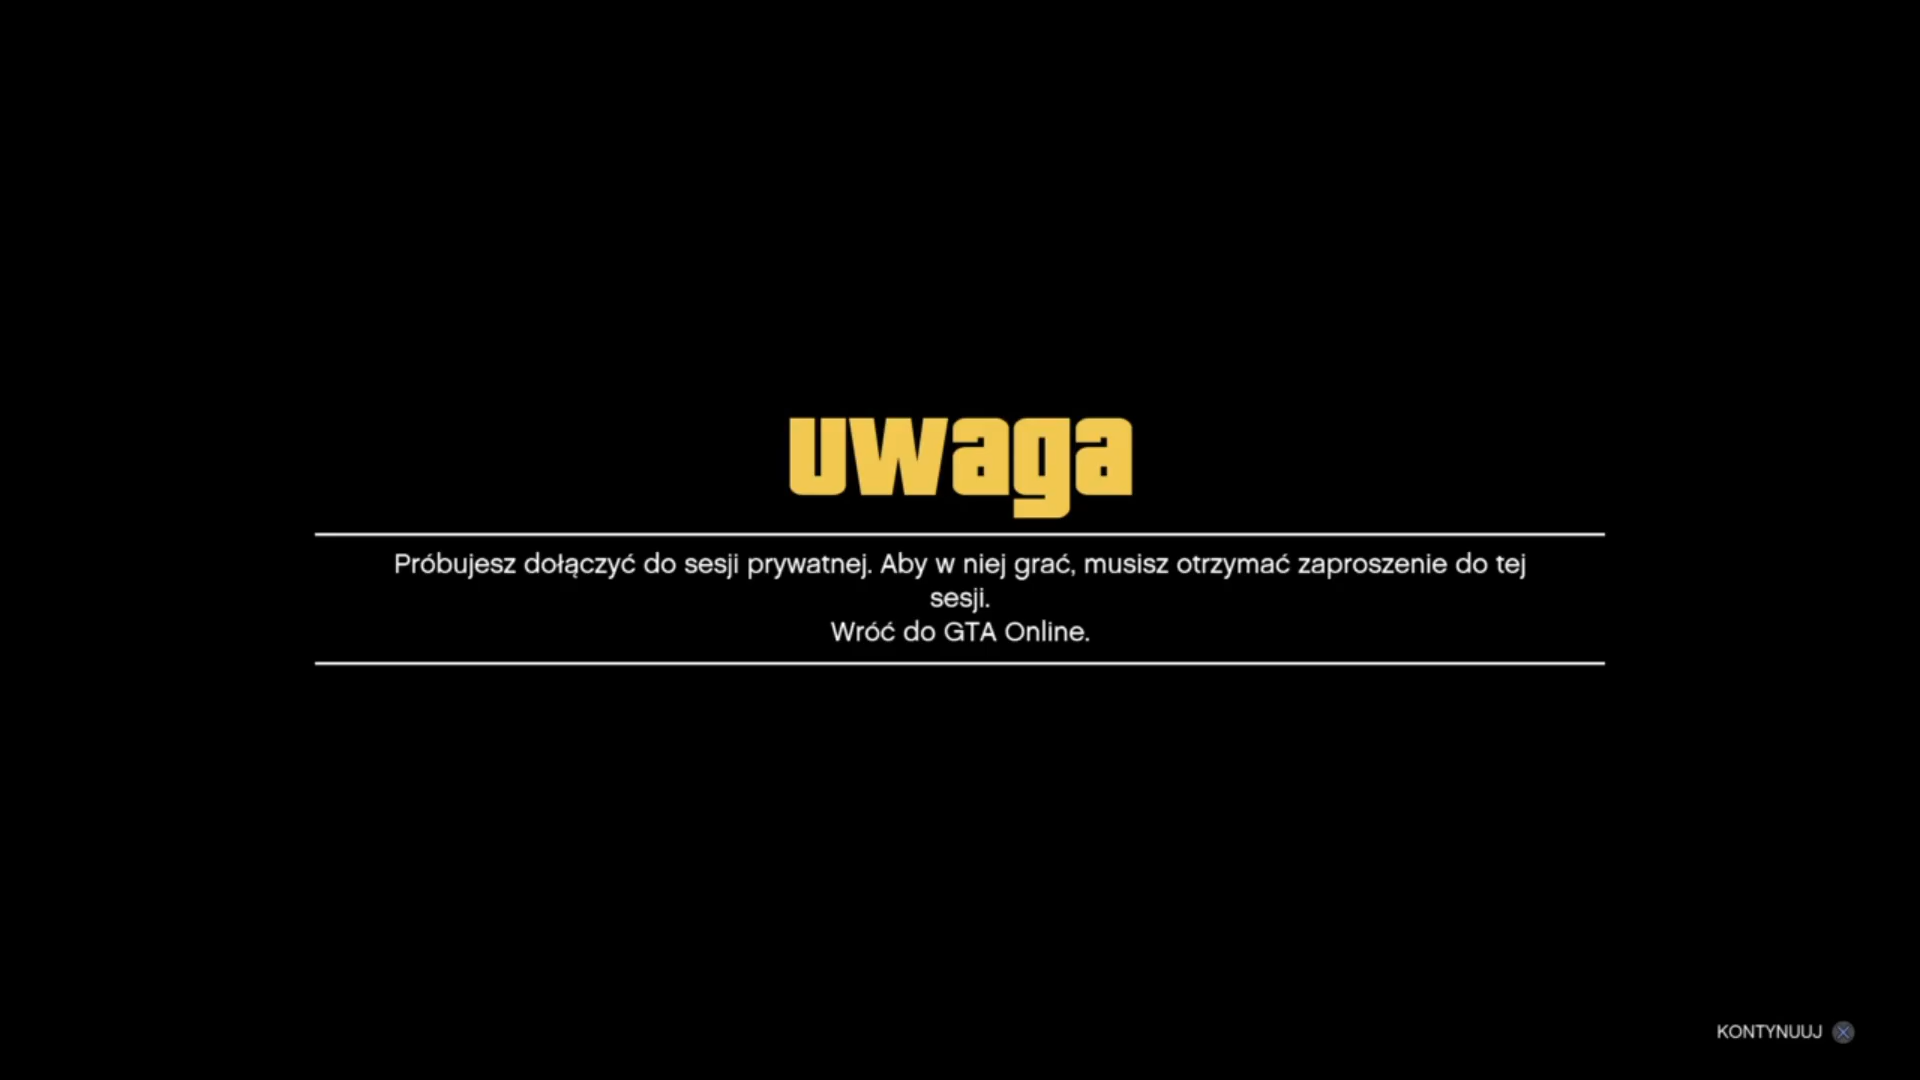 uwaga
Próbujesz dołączyć do sesji prywatnej. Aby w niej grać, musisz otrzymać zaproszenie do tej
sesji.
Wróć do GTA Online.
KONTYNUUJ